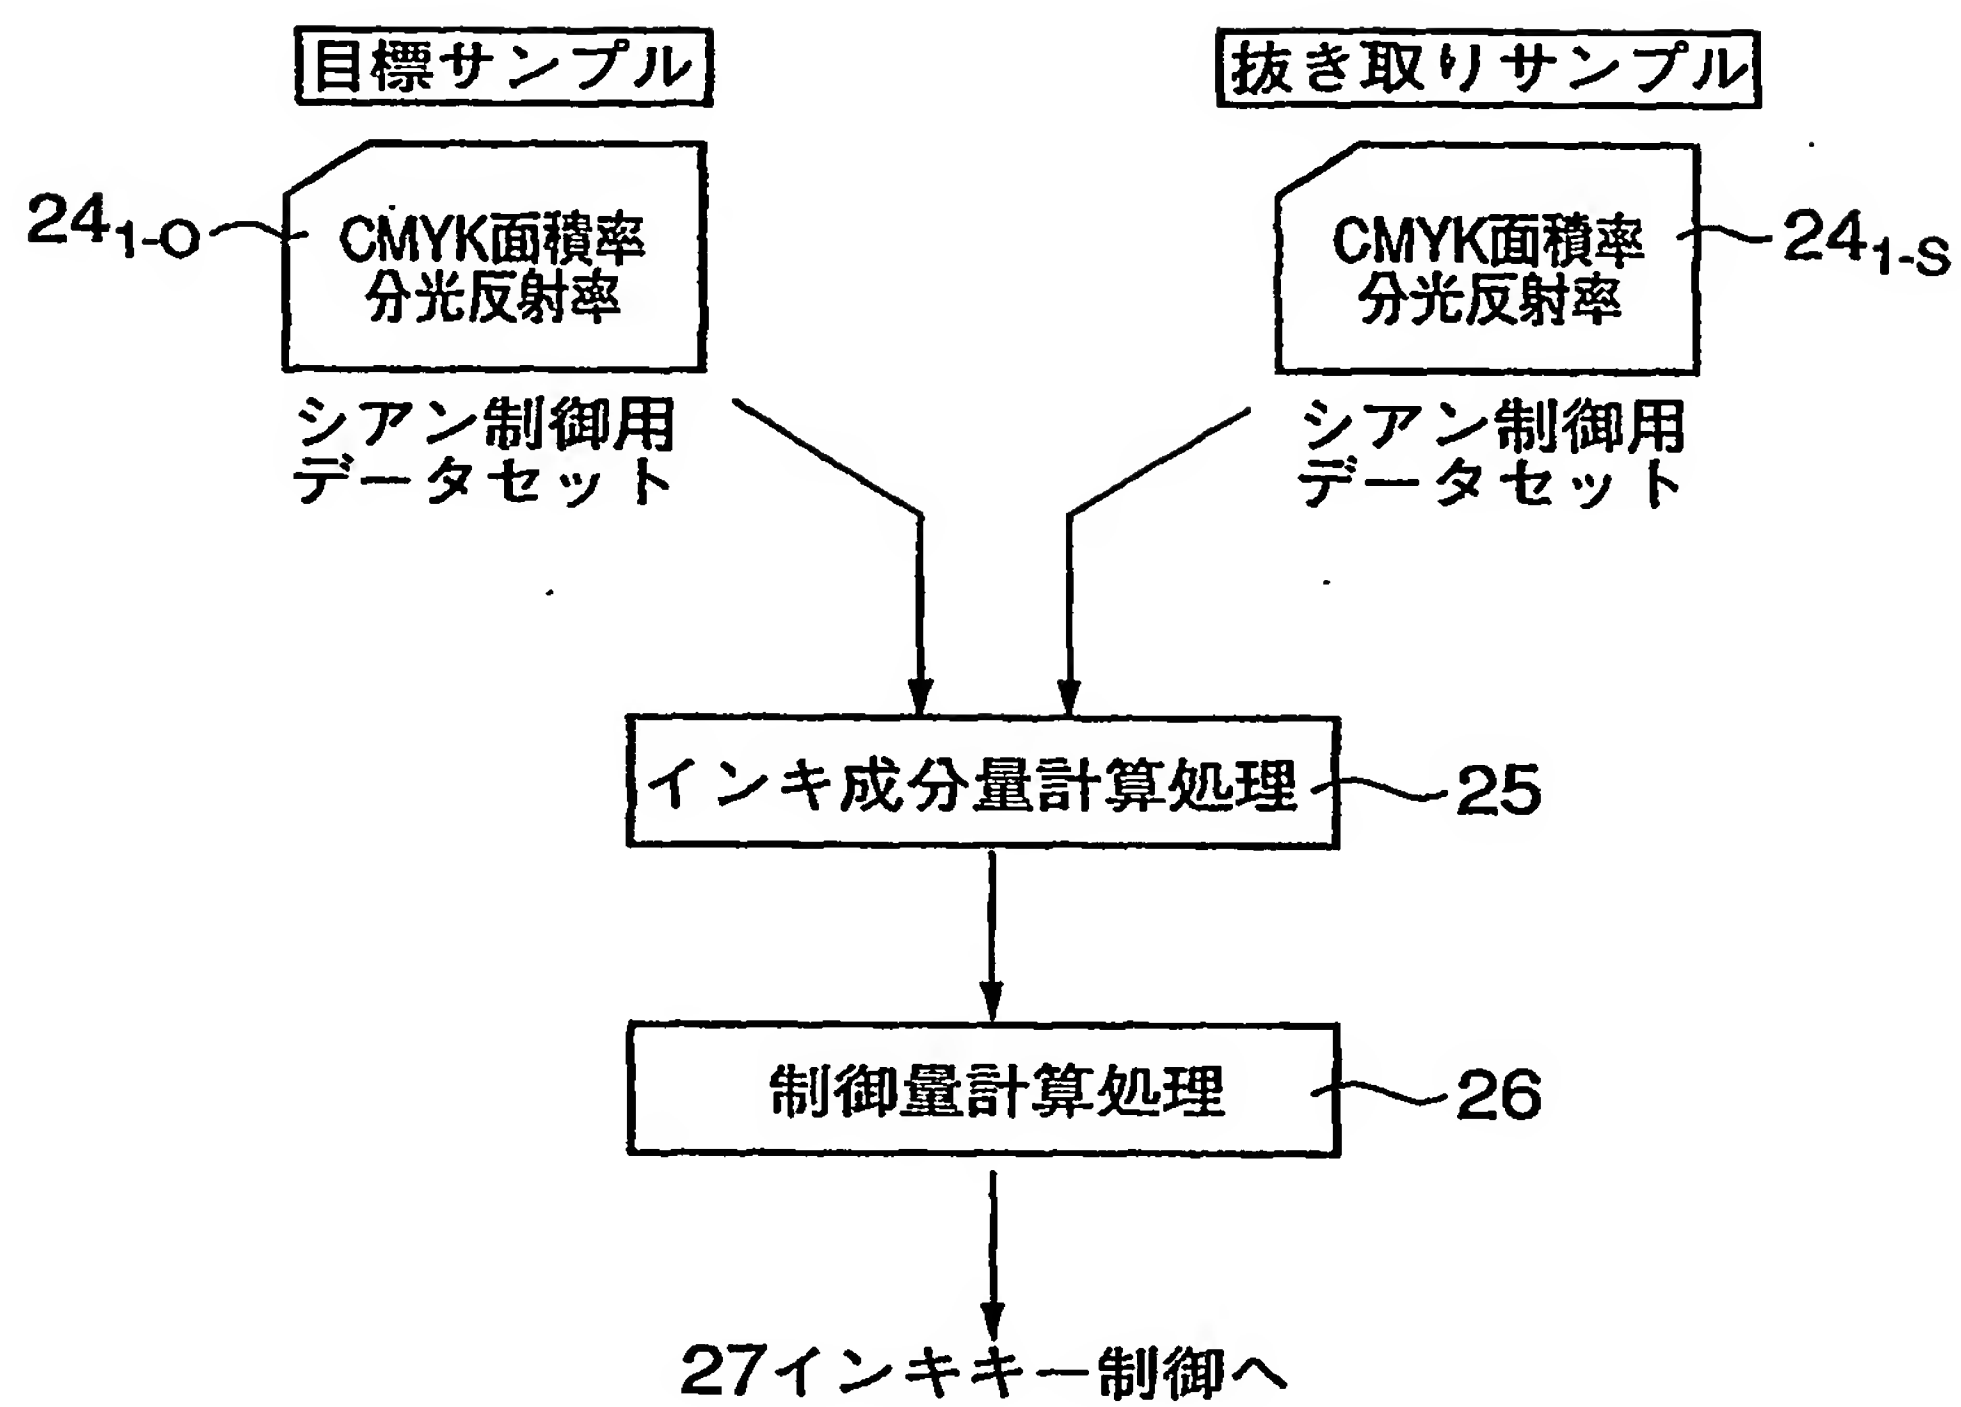 目標サンプル
抜き取りサンプル
24₁₋O
CMYK面積率
分光反射率
シアン制御用
データセット
CMYK面積率
分光反射率
24₁₋S
シアン制御用
データセット
インキ成分量計算処理
25
制御量計算処理
26
27インキキー制御へ